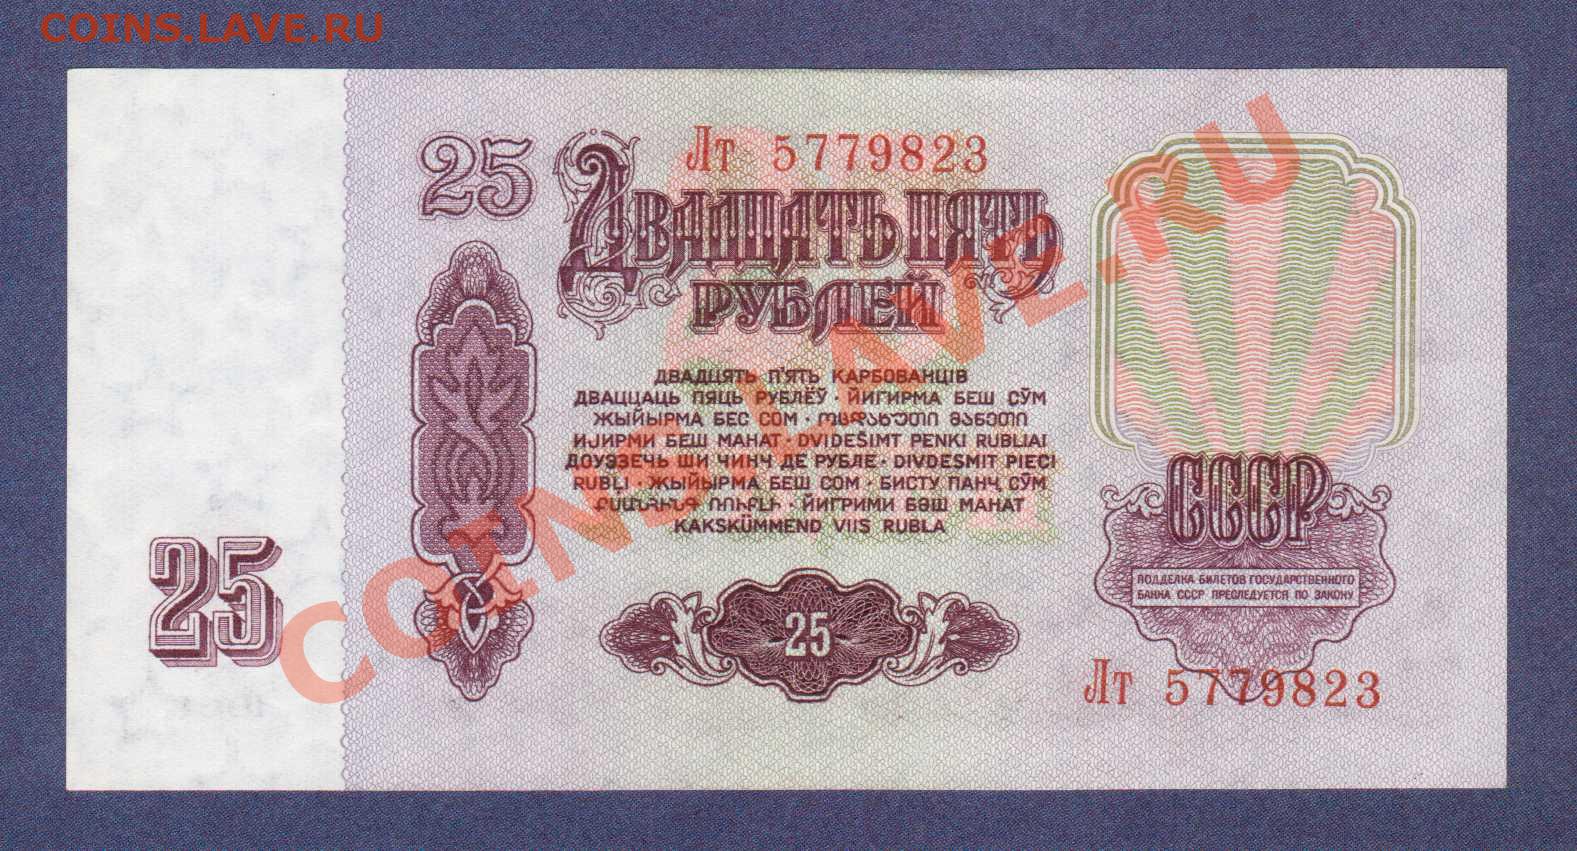 COINS.LAVE.RU
25
Лт 5779823
Двадцать пять
рублей
ДВАДЦЯТЬ П'ЯТЬ КАРБОВАНЦІВ
ДВАЦЦАЦЬ ПЯЦЬ РУБЛЁЎ · ЙИГИРМА БЕШ СЎМ
ЖЫЙЫРМА БЕС СОМ · ᲝᲪᲓᲐᲮᲣᲗᲘ ᲛᲐᲜᲔᲗᲘ
ИЈИРМИ БЕШ МАНАТ · DVIDEŠIMT PENKI RUBLIAI
ДОУЭЗЕЧЬ ШИ ЧИНЧ ДЕ РУБЛЕ · DIVDESMIT PIECI
RUBĻI · ЖЫЙЫРМА БЕШ СОМ · БИСТУ ПАНҶ СӮМ
ՔՍԱՆՀԻՆԳ ՌՈՒԲԼԻ · ЙИГРИМИ БӘШ МАНАТ
KAKSKÜMMEND VIIS RUBLA
СССР
ПОДДЕЛКА БИЛЕТОВ ГОСУДАРСТВЕННОГО
БАНКА СССР ПРЕСЛЕДУЕТСЯ ПО ЗАКОНУ
25
25
Лт 5779823
COINS.LAVE.RU